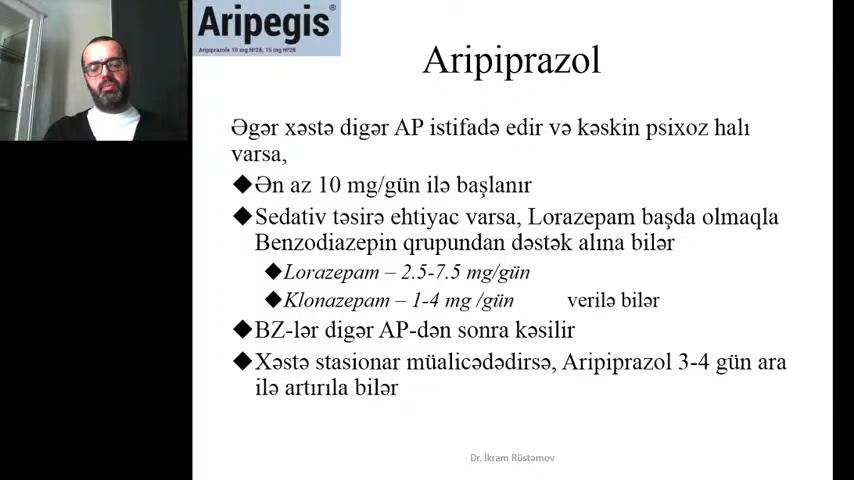 Aripegis®
Aripiprazole 10 mg №28, 15 mg №28
Aripiprazol
Əgər xəstə digər AP istifadə edir və kəskin psixoz halı
varsa,
◆Ən az 10 mg/gün ilə başlanır
◆Sedativ təsirə ehtiyac varsa, Lorazepam başda olmaqla
Benzodiazepin qrupundan dəstək alına bilər
◆Lorazepam – 2.5-7.5 mg/gün
◆Klonazepam – 1-4 mg /gün verilə bilər
◆BZ-lər digər AP-dən sonra kəsilir
◆Xəstə stasionar müalicədədirsə, Aripiprazol 3-4 gün ara
ilə artırıla bilər
Dr. İkram Rüstəmov